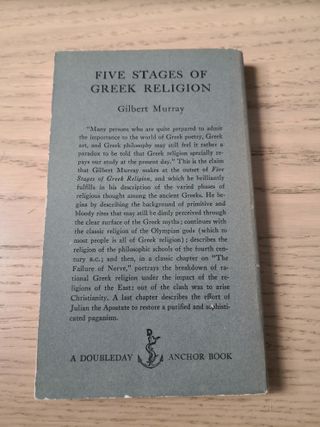 FIVE STAGES OF
GREEK RELIGION
Gilbert Murray
"Many persons who are quite prepared to admit
the importance to the world of Greek poetry, Greek
art, and Greek philosophy may still feel it rather a
paradox to be told that Greek religion specially re-
pays our study at the present day." This is the claim
that Gilbert Murray makes at the outset of Five
Stages of Greek Religion, and which he brilliantly
fulfills in his description of the varied phases of
religious thought among the ancient Greeks. He be-
gins by describing the background of primitive and
bloody rites that may still be dimly perceived through
the clear surface of the Greek myths; continues with
the classic religion of the Olympian gods (which to
most people is all of Greek religion); describes the
religion of the philosophic schools of the fourth cen-
tury B.C.; and then, in a classic chapter on "The
Failure of Nerve," portrays the breakdown of ra-
tional Greek religion under the impact of the re-
ligions of the East: out of the clash was to arise
Christianity. A last chapter describes the effort of
Julian the Apostate to restore a purified and sophisti-
cated paganism.
D
A DOUBLEDAY ANCHOR BOOK